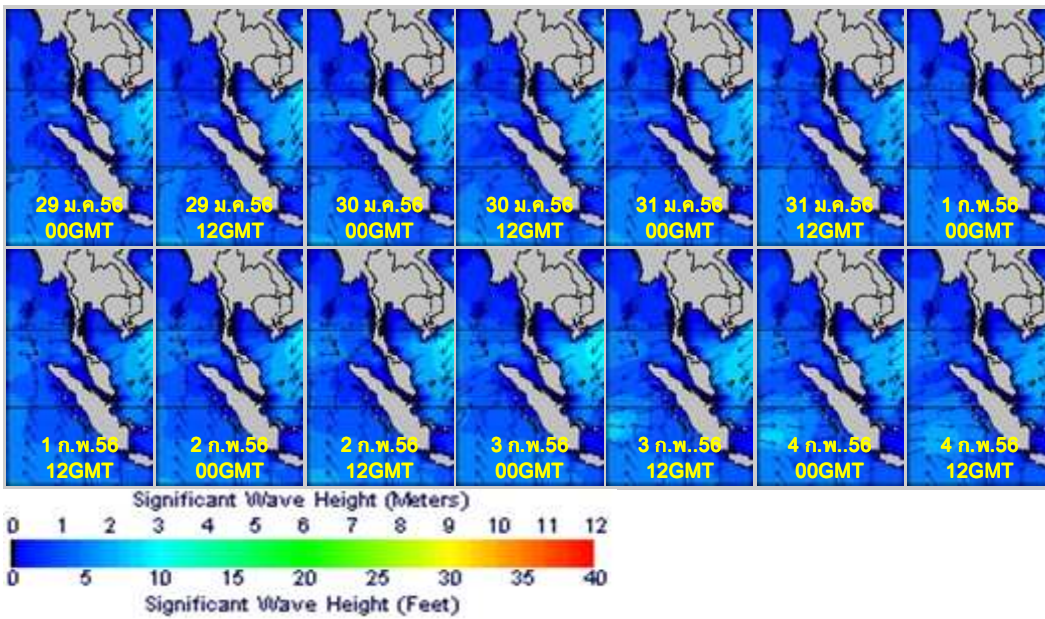 29 ม.ค.56
00GMT
29 ม.ค.56
12GMT
30 ม.ค.56
00GMT
30 ม.ค.56
12GMT
31 ม.ค.56
00GMT
31 ม.ค.56
12GMT
1 ก.พ.56
00GMT
1 ก.พ.56
12GMT
2 ก.พ.56
00GMT
2 ก.พ.56
12GMT
3 ก.พ.56
00GMT
3 ก.พ..56
12GMT
4 ก.พ..56
00GMT
4 ก.พ.56
12GMT
Significant Wave Height (Meters)
0 1 2 3 4 5 6 7 8 9 10 11 12
0 5 10 15 20 25 30 35 40
Significant Wave Height (Feet)